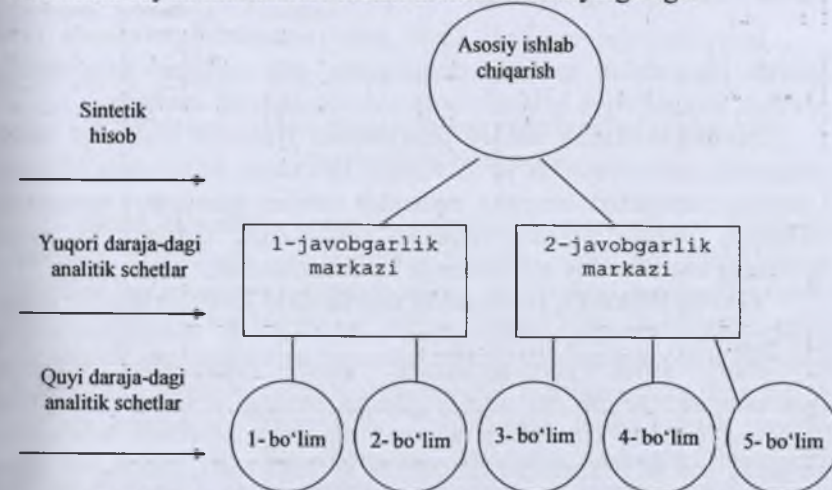 Asosiy ishlab
chiqarish
Sintetik
hisob
Yuqori daraja-dagi
analitik schetlar
1-javobgarlik
markazi
2-javobgarlik
markazi
Quyi daraja-dagi
analitik schetlar
1- bo‘lim
2- bo‘lim
3- bo‘lim
4- bo‘lim
5- bo‘lim